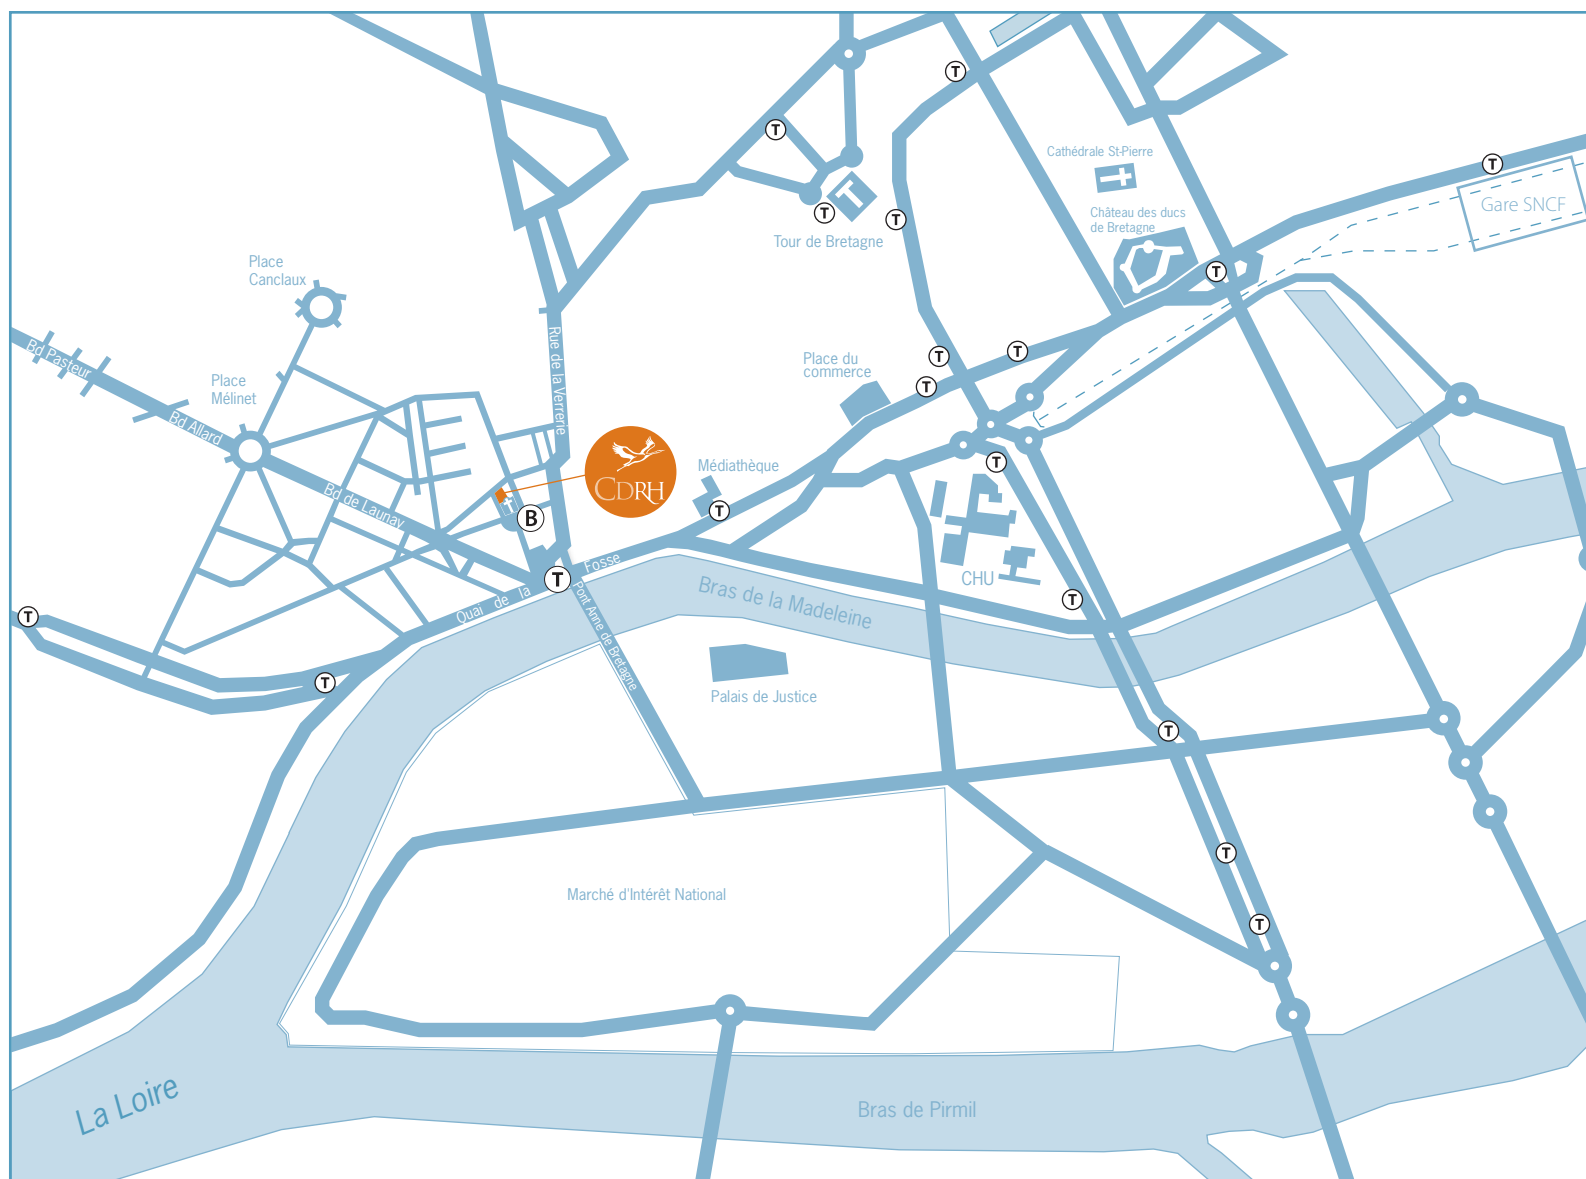 T
T
Cathédrale St-Pierre
T
Gare SNCF
T
T
T
Château des ducs
de Bretagne
Tour de Bretagne
Place
Canclaux
T
Bd Pasteur
Rue de la Verrerie
T
T
Place du
commerce
T
Place
Mélinet
Bd Allard
CDRH
Médiathèque
T
Bd de Launay
B
T
Fosse
T
CHU
Quai de la
Pont Anne de Bretagne
Bras de la Madeleine
T
T
T
Palais de Justice
T
T
Marché d'Intérêt National
T
La Loire
Bras de Pirmil